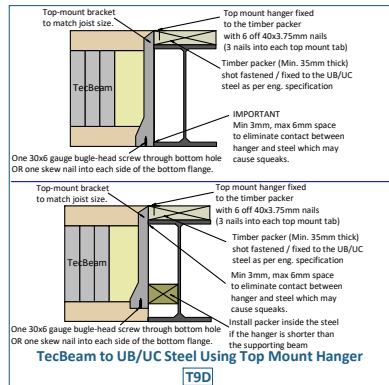 Top-mount bracket
to match joist size.
Top mount hanger fixed
to the timber packer
with 6 off 40x3.75mm nails
(3 nails into each top mount tab)
Timber packer (Min. 35mm thick)
shot fastened / fixed to the UB/UC
steel as per eng. specification
TecBeam
IMPORTANT
Min 3mm, max 6mm space
to eliminate contact between
hanger and steel which may
cause squeaks.
One 30x6 gauge bugle-head screw through bottom hole
OR one skew nail into each side of the bottom flange.
Top-mount bracket
to match joist size.
Top mount hanger fixed
to the timber packer
with 6 off 40x3.75mm nails
(3 nails into each top mount tab)
Timber packer (Min. 35mm thick)
shot fastened / fixed to the UB/UC
steel as per eng. specification
TecBeam
Min 3mm, max 6mm space
to eliminate contact between
hanger and steel which may
cause squeaks.
Install packer inside the steel
if the hanger is shorter than
the supporting beam
One 30x6 gauge bugle-head screw through bottom hole
OR one skew nail into each side of the bottom flange.
TecBeam to UB/UC Steel Using Top Mount Hanger
T9D